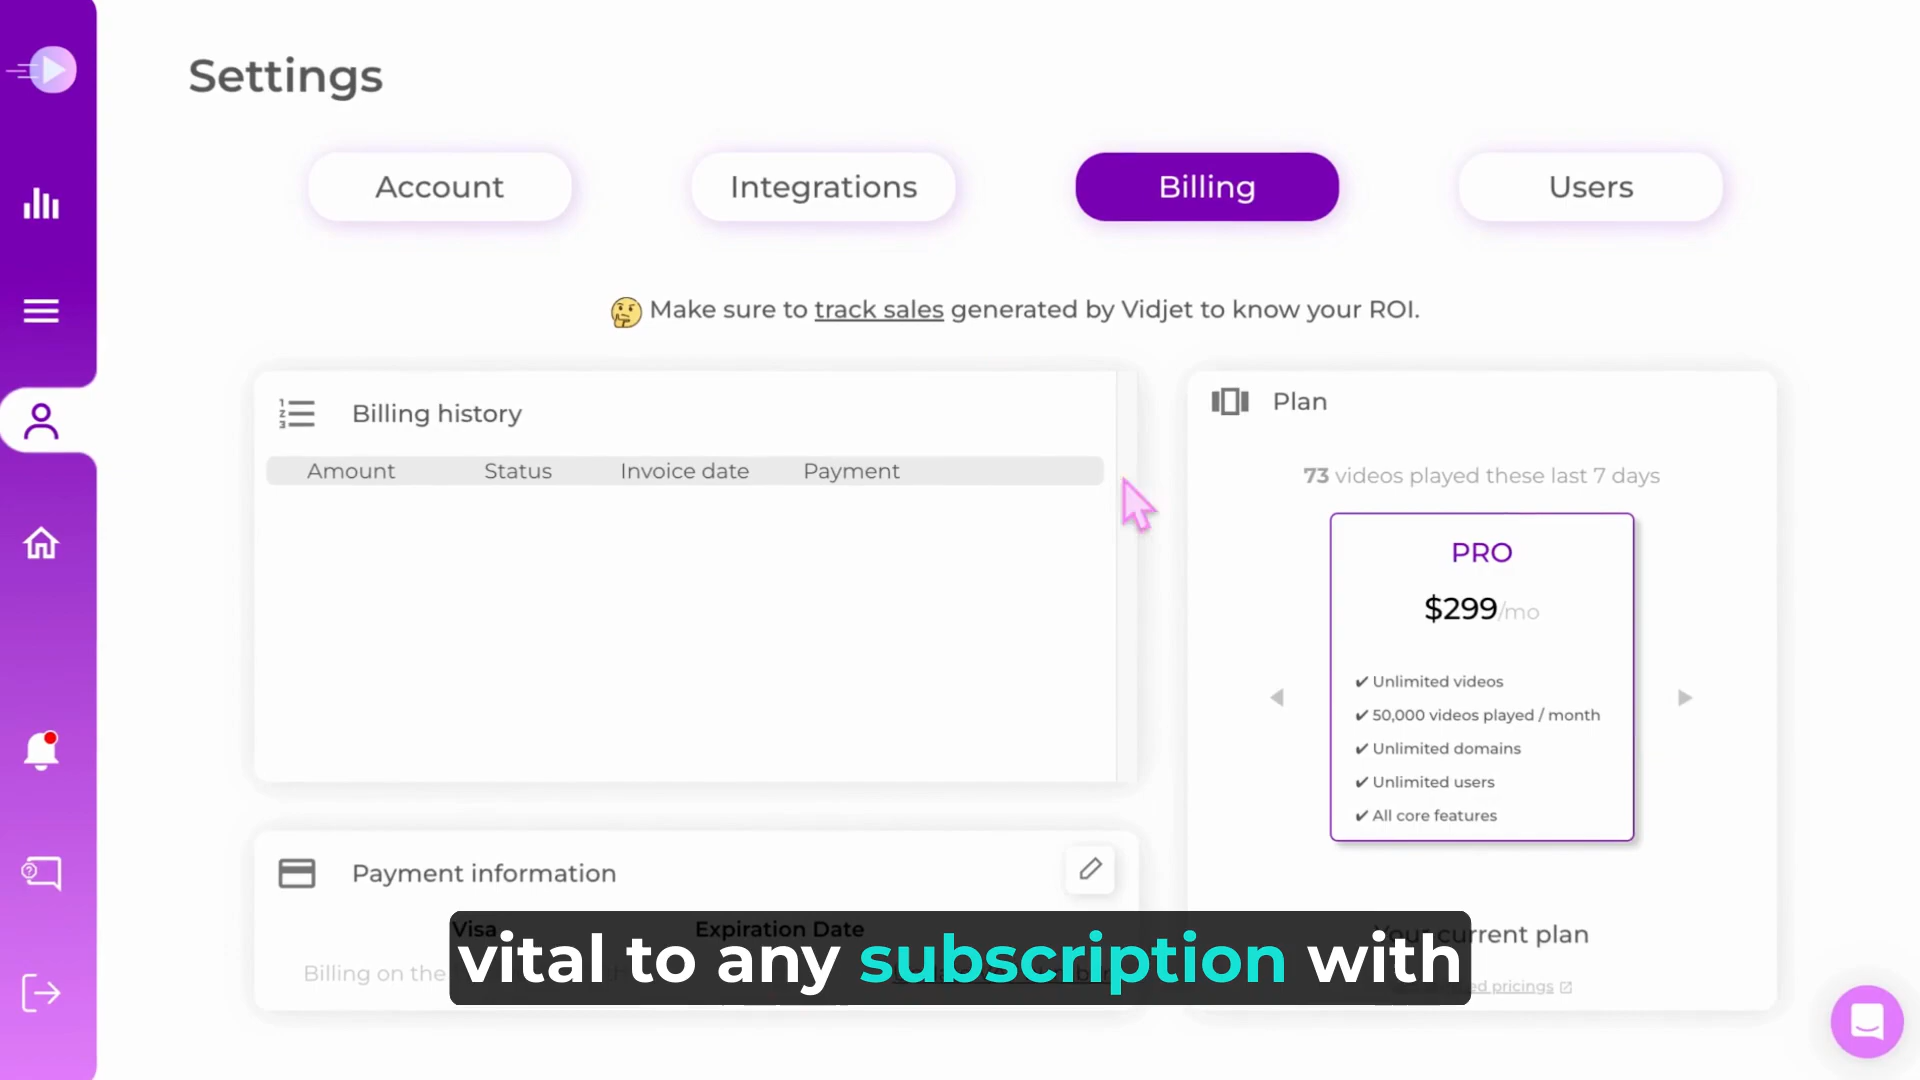 Settings
Account
Integrations
Billing
Users
Make sure to track sales generated by Vidjet to know your ROI.
Billing history
Amount Status Invoice date Payment
Plan
73 videos played these last 7 days
PRO
$299/mo
✔ Unlimited videos
✔ 50,000 videos played / month
✔ Unlimited domains
✔ Unlimited users
✔ All core features
Your current plan
pricings
Payment information
Visa Expiration Date
Billing on the
vital to any subscription with